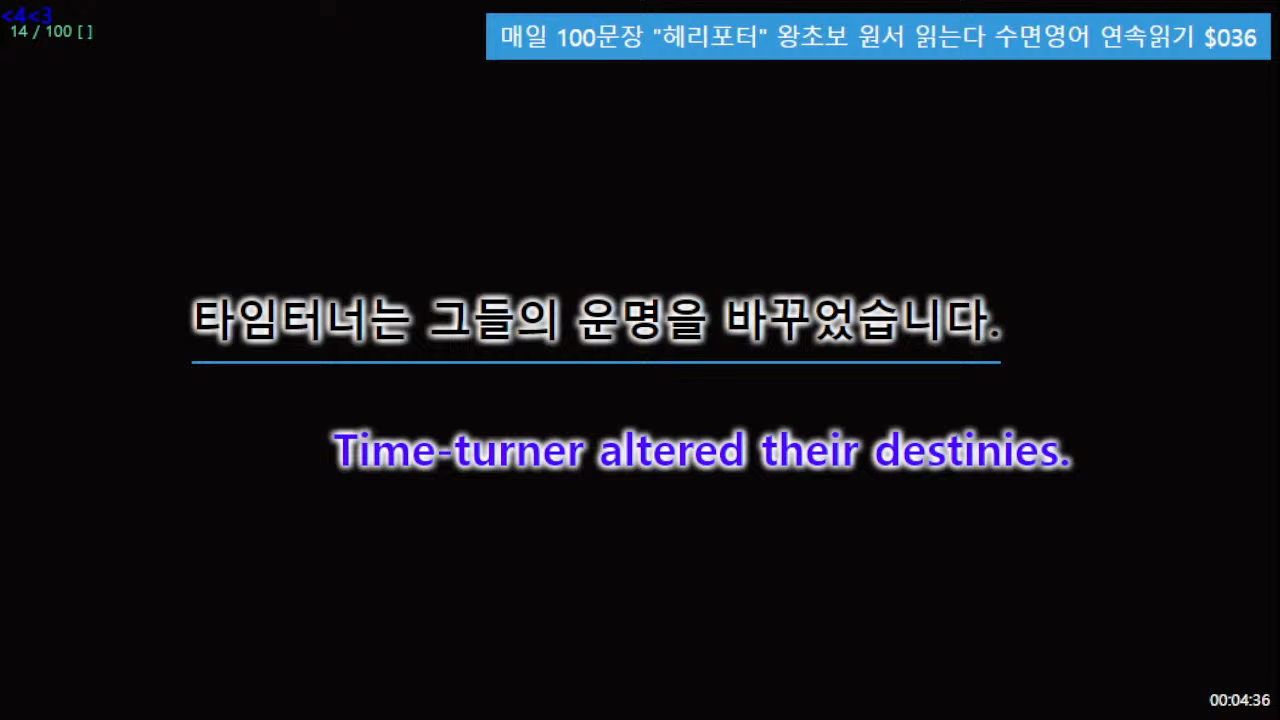 <4<3
14 / 100 [ ]
매일 100문장 "헤리포터" 왕초보 원서 읽는다 수면영어 연속읽기 $036
타임터너는 그들의 운명을 바꾸었습니다.
Time-turner altered their destinies.
00:04:36